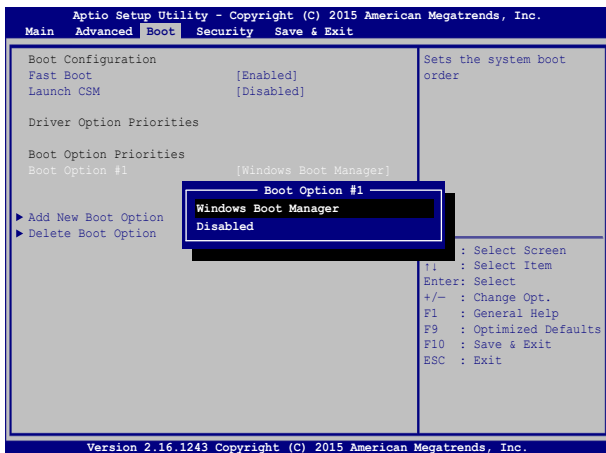 Aptio Setup Utility - Copyright (C) 2015 American Megatrends, Inc.
Main Advanced Boot Security Save & Exit
Boot Configuration
Fast Boot [Enabled]
Launch CSM [Disabled]
Driver Option Priorities
Boot Option Priorities
Boot Option #1 [Windows Boot Manager]
Boot Option #1
Windows Boot Manager
Disabled
▶ Add New Boot Option
▶ Delete Boot Option
Sets the system boot
order
: Select Screen
↑↓ : Select Item
Enter: Select
+/— : Change Opt.
F1 : General Help
F9 : Optimized Defaults
F10 : Save & Exit
ESC : Exit
Version 2.16.1243 Copyright (C) 2015 American Megatrends, Inc.